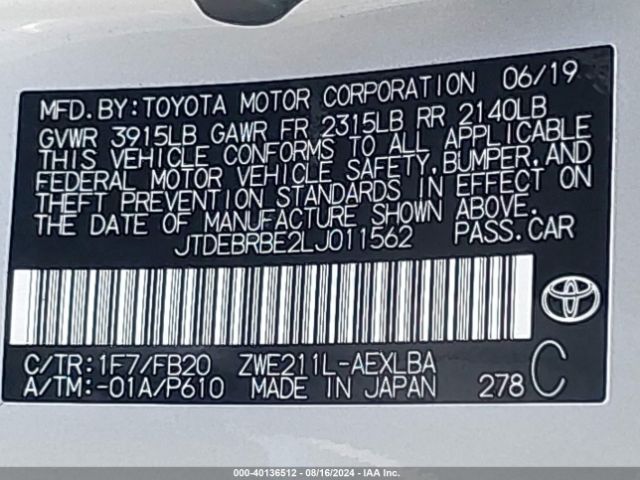 MFD.BY:TOYOTA MOTOR CORPORATION 06/19
GVWR 3915LB GAWR FR 2315LB RR 2140LB
THIS VEHICLE CONFORMS TO ALL APPLICABLE
FEDERAL MOTOR VEHICLE SAFETY,BUMPER,AND
THEFT PREVENTION STANDARDS IN EFFECT ON
THE DATE OF MANUFACTURE SHOWN ABOVE.
JTDEBRBE2LJ011562 PASS.CAR
C/TR:1F7/FB20 ZWE211L-AEXLBA
A/TM:-01A/P610 MADE IN JAPAN 278 C
000-40136512 - 08/16/2024 - IAA Corp.